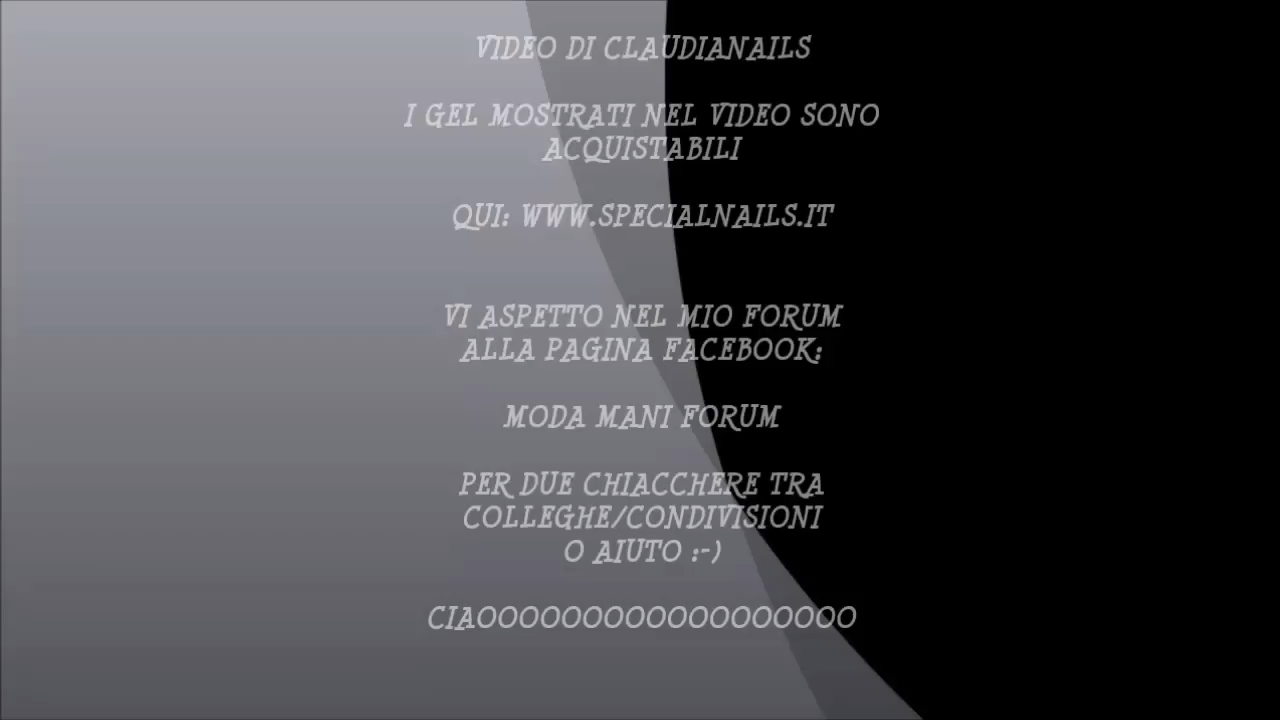 VIDEO DI CLAUDIANAILS
I GEL MOSTRATI NEL VIDEO SONO
ACQUISTABILI
QUI: WWW.SPECIALNAILS.IT
VI ASPETTO NEL MIO FORUM
ALLA PAGINA FACEBOOK:
MODA MANI FORUM
PER DUE CHIACCHERE TRA
COLLEGHE/CONDIVISIONI
O AIUTO :-)
CIAOOOOOOOOOOOOOOOOOO